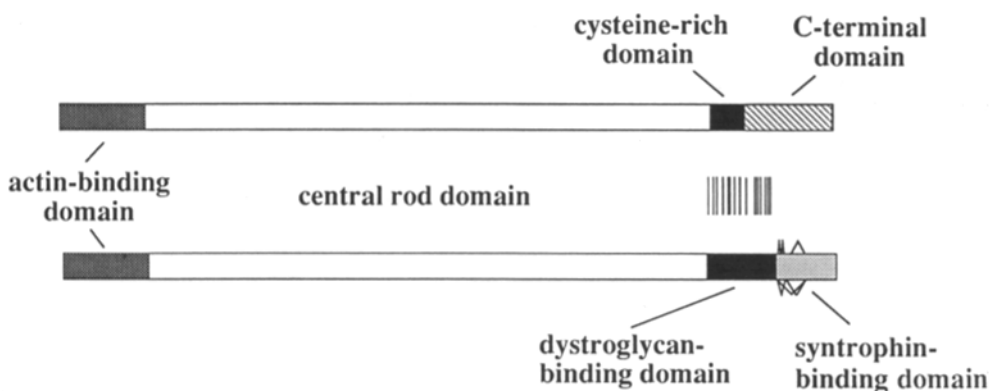 cysteine-rich
domain
C-terminal
domain
actin-binding
domain
central rod domain
dystroglycan-
binding domain
syntrophin-
binding domain